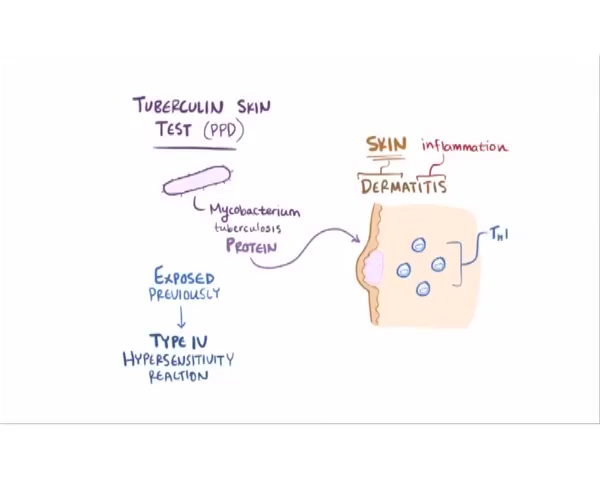 TUBERCULIN SKIN
TEST (PPD)
Mycobacterium
tuberculosis
PROTEIN
EXPOSED
PREVIOUSLY
TYPE IV
HYPERSENSITIVITY
REACTION
SKIN inflammation
DERMATITIS
TH1